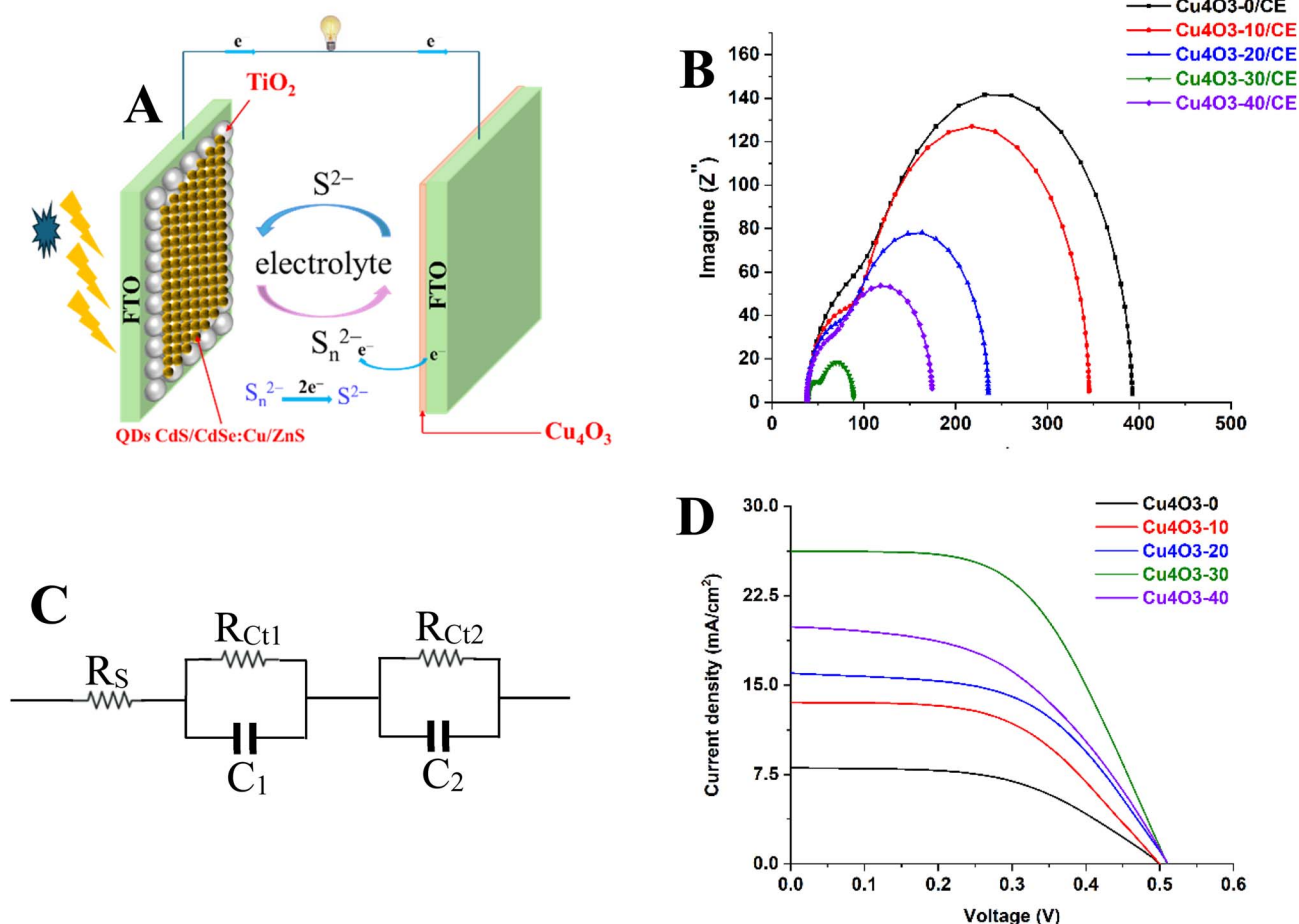 A
e
e
TiO₂
S²⁻
electrolyte
Sₙ²⁻
e⁻
e⁻
Sₙ²⁻ 2e⁻ S²⁻
FTO
FTO
QDs CdS/CdSe:Cu/ZnS
Cu₄O₃
B
Cu4O3-0/CE
Cu4O3-10/CE
Cu4O3-20/CE
Cu4O3-30/CE
Cu4O3-40/CE
Imagine (Z")
160
140
120
100
80
60
40
20
0
0 100 200 300 400 500
C
R_S
R_Ct1
R_Ct2
C₁
C₂
D
Cu4O3-0
Cu4O3-10
Cu4O3-20
Cu4O3-30
Cu4O3-40
Current density (mA/cm²)
30.0
22.5
15.0
7.5
0.0
0.0 0.1 0.2 0.3 0.4 0.5 0.6
Voltage (V)